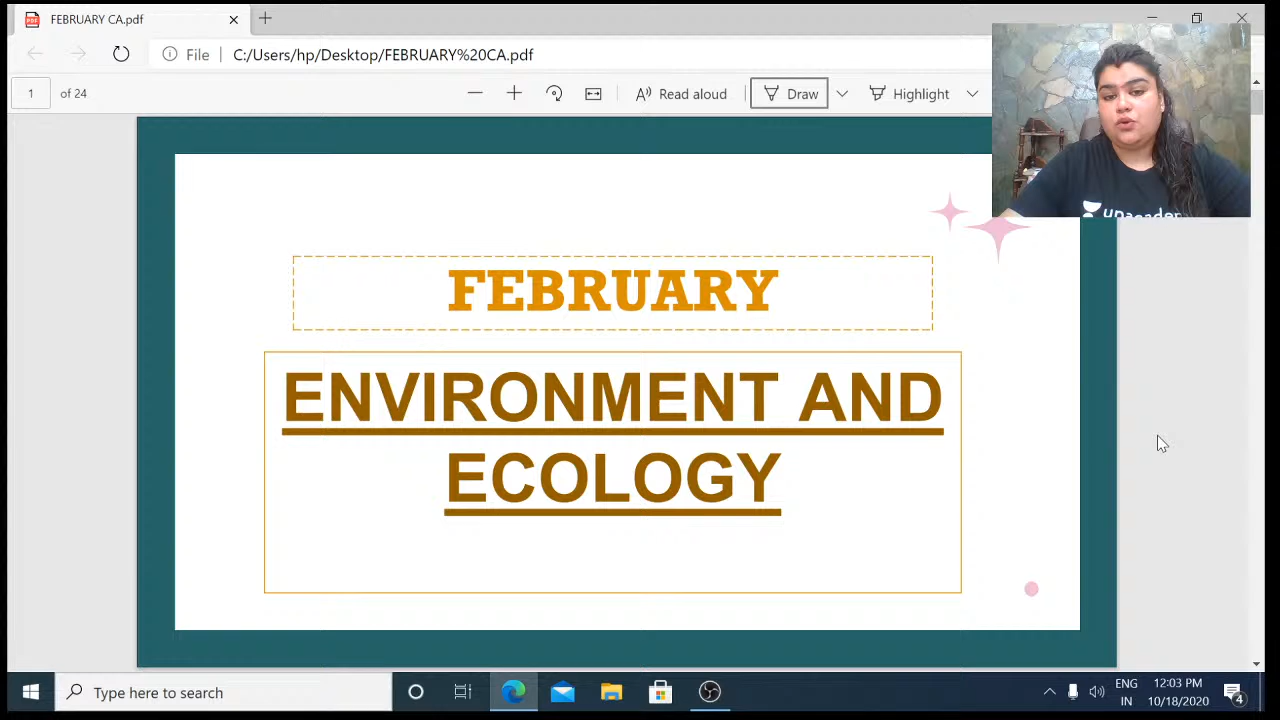 FEBRUARY CA.pdf
File C:/Users/hp/Desktop/FEBRUARY%20CA.pdf
1 of 24 Read aloud Draw Highlight
FEBRUARY
ENVIRONMENT AND
ECOLOGY
Type here to search
ENG 12:03 PM
IN 10/18/2020 4